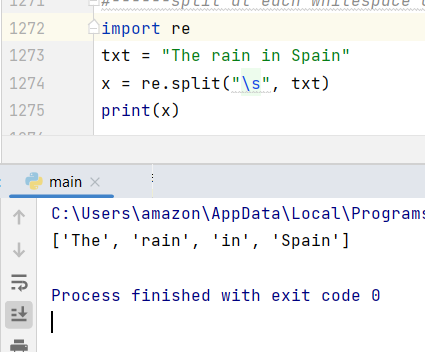 1271 #------split at each whitespace
1272 import re
1273 txt = "The rain in Spain"
1274 x = re.split("\s", txt)
1275 print(x)
main
C:\Users\amazon\AppData\Local\Programs
['The', 'rain', 'in', 'Spain']
Process finished with exit code 0